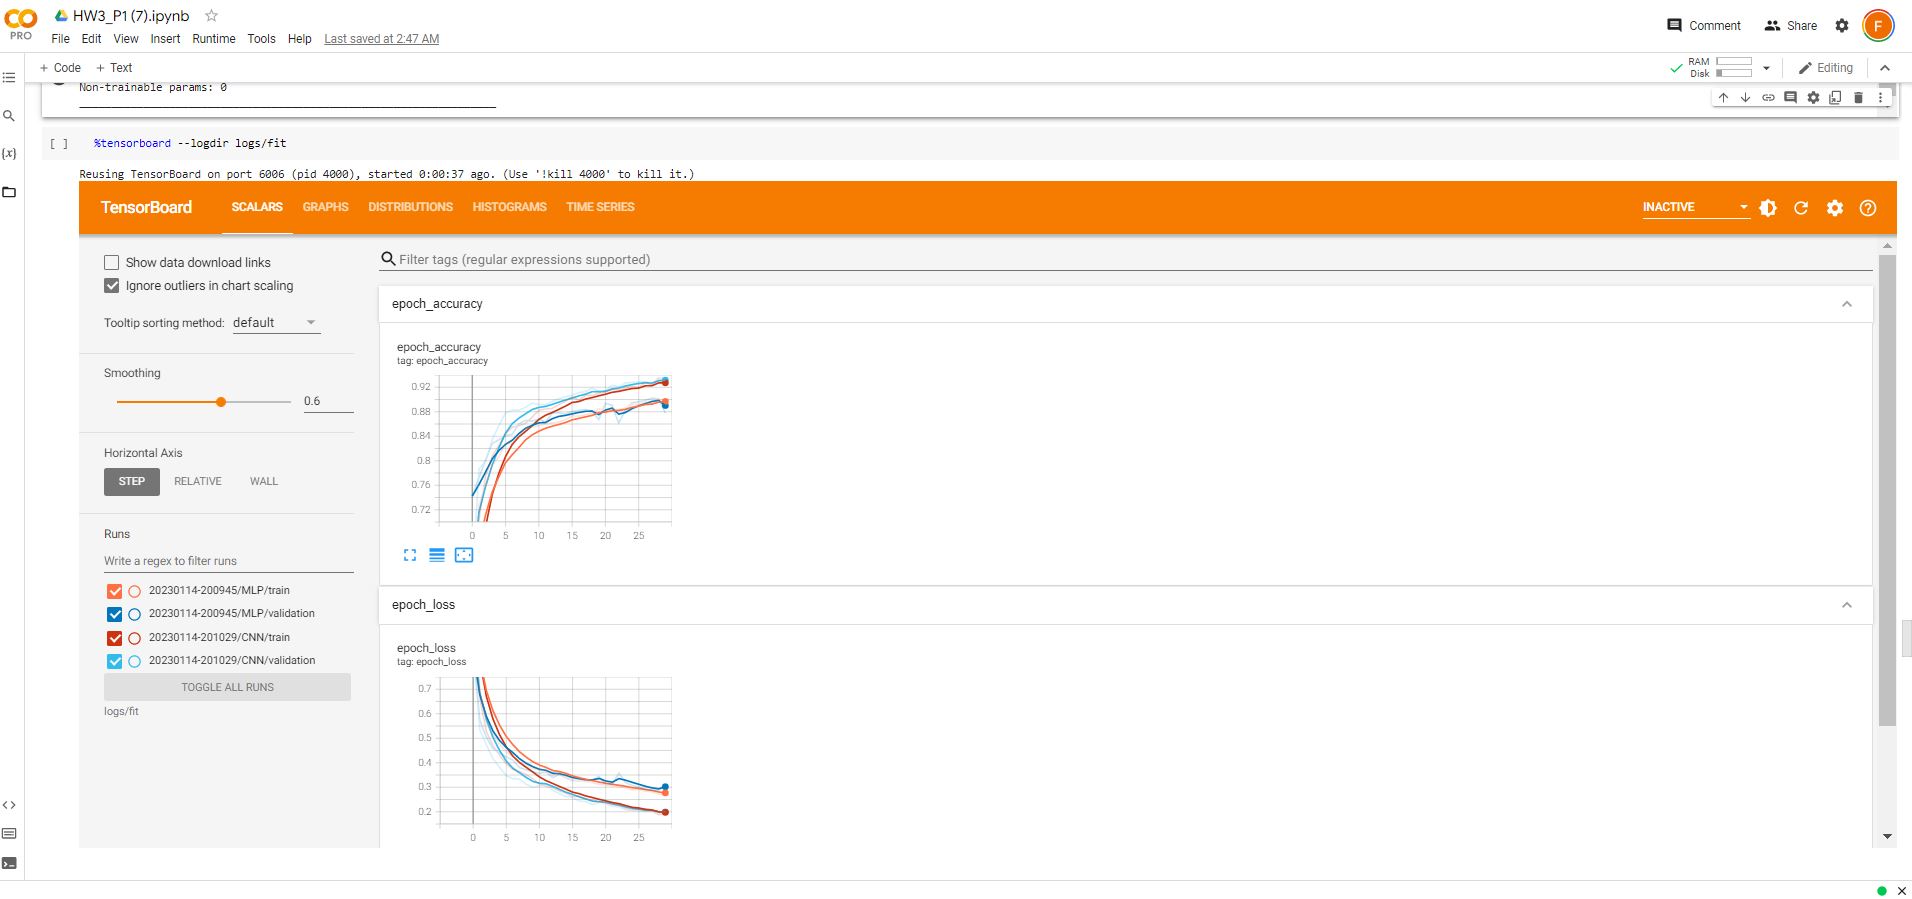 HW3_P1 (7).ipynb
PRO
File Edit View Insert Runtime Tools Help Last saved at 2:47 AM
Comment Share F
+ Code + Text
RAM
Disk
Editing
Non-trainable params: 0
[ ] %tensorboard --logdir logs/fit
Reusing TensorBoard on port 6006 (pid 4000), started 0:00:37 ago. (Use '!kill 4000' to kill it.)
TensorBoard SCALARS GRAPHS DISTRIBUTIONS HISTOGRAMS TIME SERIES INACTIVE
Show data download links
Ignore outliers in chart scaling
Tooltip sorting method: default
Smoothing
0.6
Horizontal Axis
STEP RELATIVE WALL
Runs
Write a regex to filter runs
20230114-200945/MLP/train
20230114-200945/MLP/validation
20230114-201029/CNN/train
20230114-201029/CNN/validation
TOGGLE ALL RUNS
logs/fit
Filter tags (regular expressions supported)
epoch_accuracy
epoch_accuracy
tag: epoch_accuracy
0.92
0.88
0.84
0.8
0.76
0.72
0 5 10 15 20 25
epoch_loss
epoch_loss
tag: epoch_loss
0.7
0.6
0.5
0.4
0.3
0.2
0 5 10 15 20 25